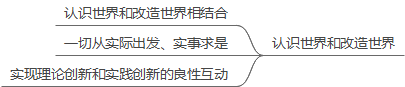 认识世界和改造世界相结合
一切从实际出发、实事求是
认识世界和改造世界
实现理论创新和实践创新的良性互动